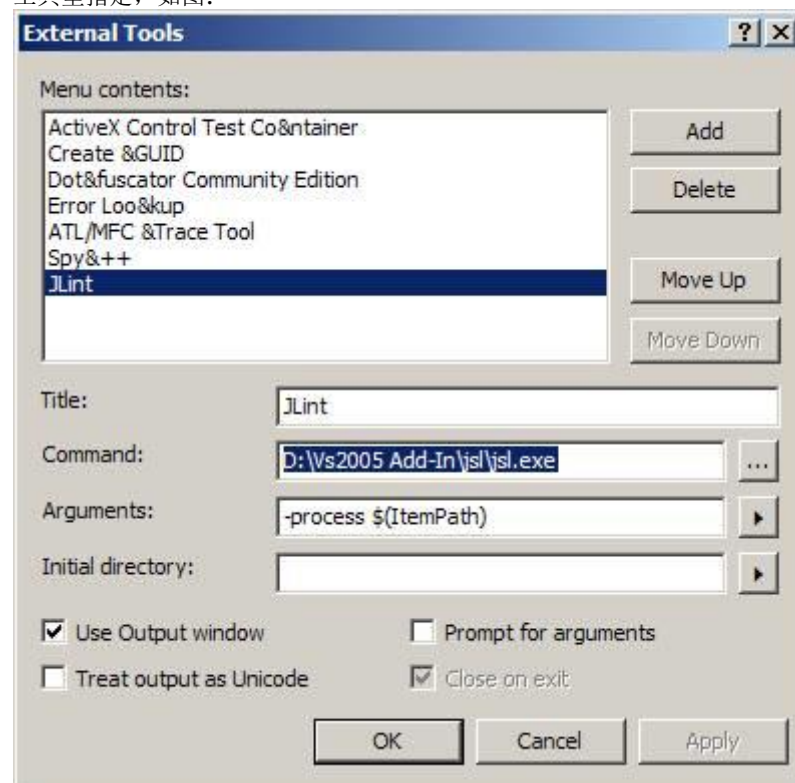 External Tools
Menu contents:
ActiveX Control Test Co&ntainer
Create &GUID
Dot&fuscator Community Edition
Error Loo&kup
ATL/MFC &Trace Tool
Spy&++
JLint
Add
Delete
Move Up
Move Down
Title:
JLint
Command:
D:\Vs2005 Add-In\jsl\jsl.exe
...
Arguments:
-process $(ItemPath)
Initial directory:
Use Output window
Prompt for arguments
Treat output as Unicode
Close on exit
OK
Cancel
Apply